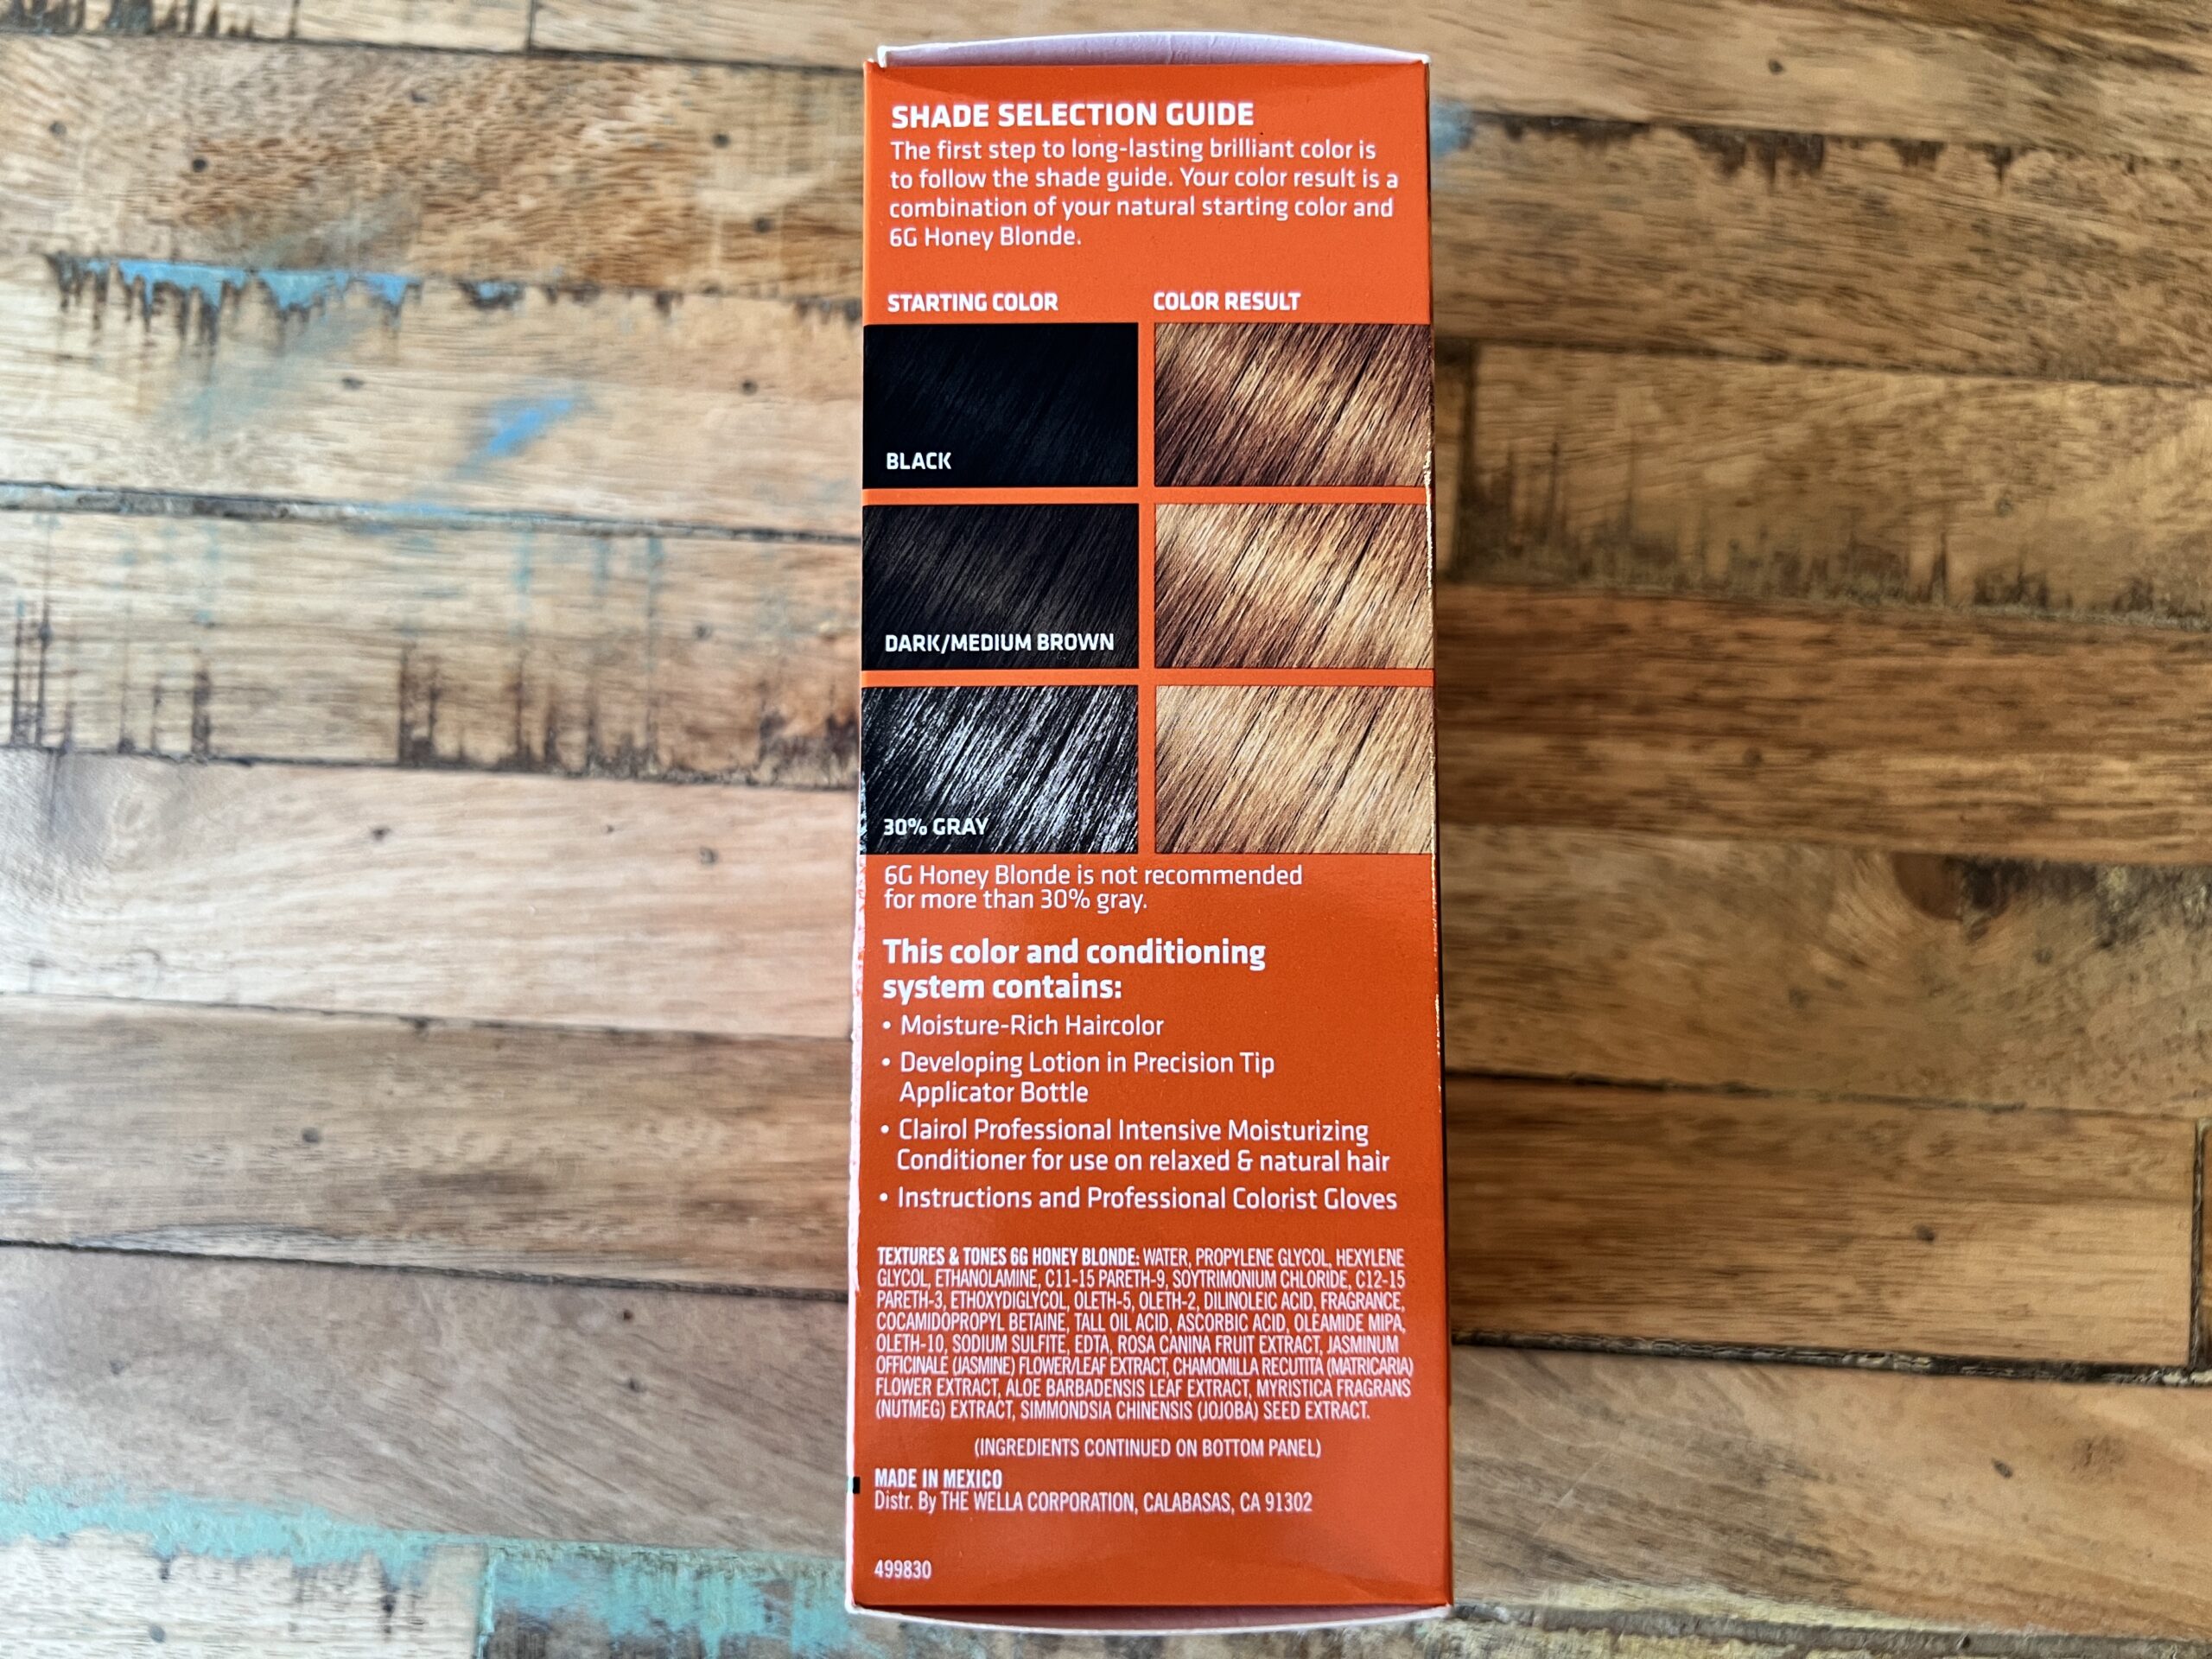 SHADE SELECTION GUIDE
The first step to long-lasting brilliant color is
to follow the shade guide. Your color result is a
combination of your natural starting color and
6G Honey Blonde.
STARTING COLOR COLOR RESULT
BLACK
DARK/MEDIUM BROWN
30% GRAY
6G Honey Blonde is not recommended
for more than 30% gray.
This color and conditioning
system contains:
• Moisture-Rich Haircolor
• Developing Lotion in Precision Tip
Applicator Bottle
• Clairol Professional Intensive Moisturizing
Conditioner for use on relaxed & natural hair
• Instructions and Professional Colorist Gloves
TEXTURES & TONES 6G HONEY BLONDE: WATER, PROPYLENE GLYCOL, HEXYLENE
GLYCOL, ETHANOLAMINE, C11-15 PARETH-9, SOYTRIMONIUM CHLORIDE, C12-15
PARETH-3, ETHOXYDIGLYCOL, OLETH-5, OLETH-2, DILINOLEIC ACID, FRAGRANCE,
COCAMIDOPROPYL BETAINE, TALL OIL ACID, ASCORBIC ACID, OLEAMIDE MIPA,
OLETH-10, SODIUM SULFITE, EDTA, ROSA CANINA FRUIT EXTRACT, JASMINUM
OFFICINALE (JASMINE) FLOWER/LEAF EXTRACT, CHAMOMILLA RECUTITA (MATRICARIA)
FLOWER EXTRACT, ALOE BARBADENSIS LEAF EXTRACT, MYRISTICA FRAGRANS
(NUTMEG) EXTRACT, SIMMONDSIA CHINENSIS (JOJOBA) SEED EXTRACT.
(INGREDIENTS CONTINUED ON BOTTOM PANEL)
MADE IN MEXICO
Distr. By THE WELLA CORPORATION, CALABASAS, CA 91302
499830